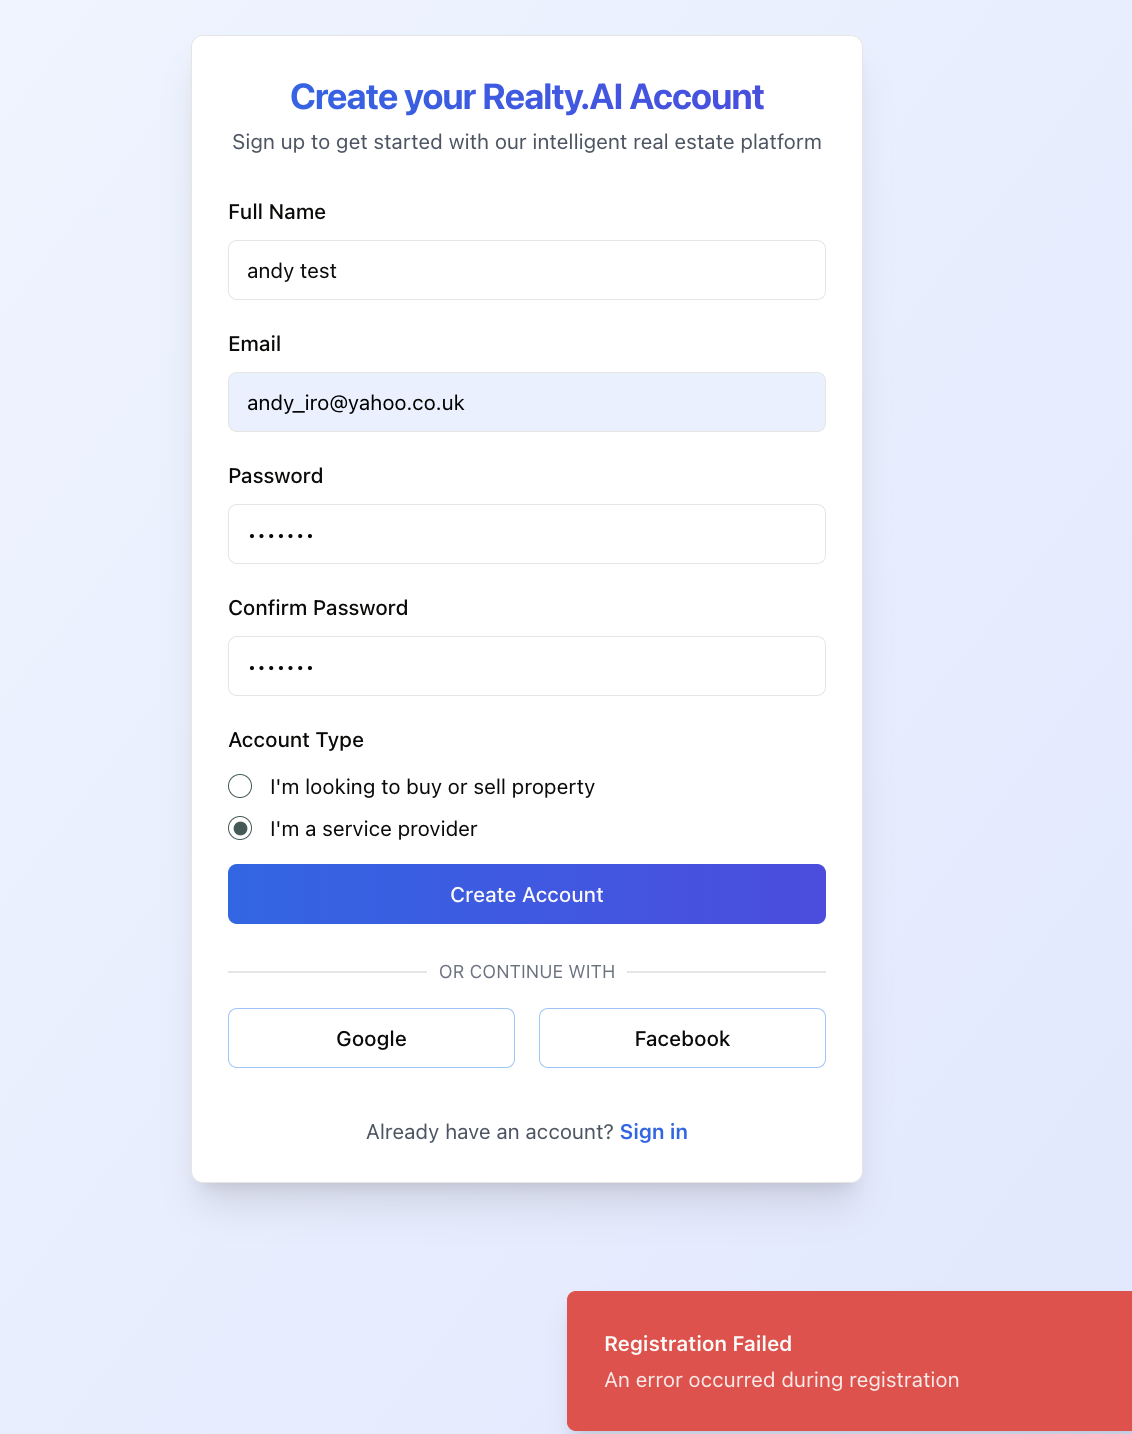 Create your Realty.AI Account
Sign up to get started with our intelligent real estate platform
Full Name
andy test
Email
andy_iro@yahoo.co.uk
Password
•••••••
Confirm Password
•••••••
Account Type
I'm looking to buy or sell property
I'm a service provider
Create Account
OR CONTINUE WITH
Google
Facebook
Already have an account? Sign in
Registration Failed
An error occurred during registration